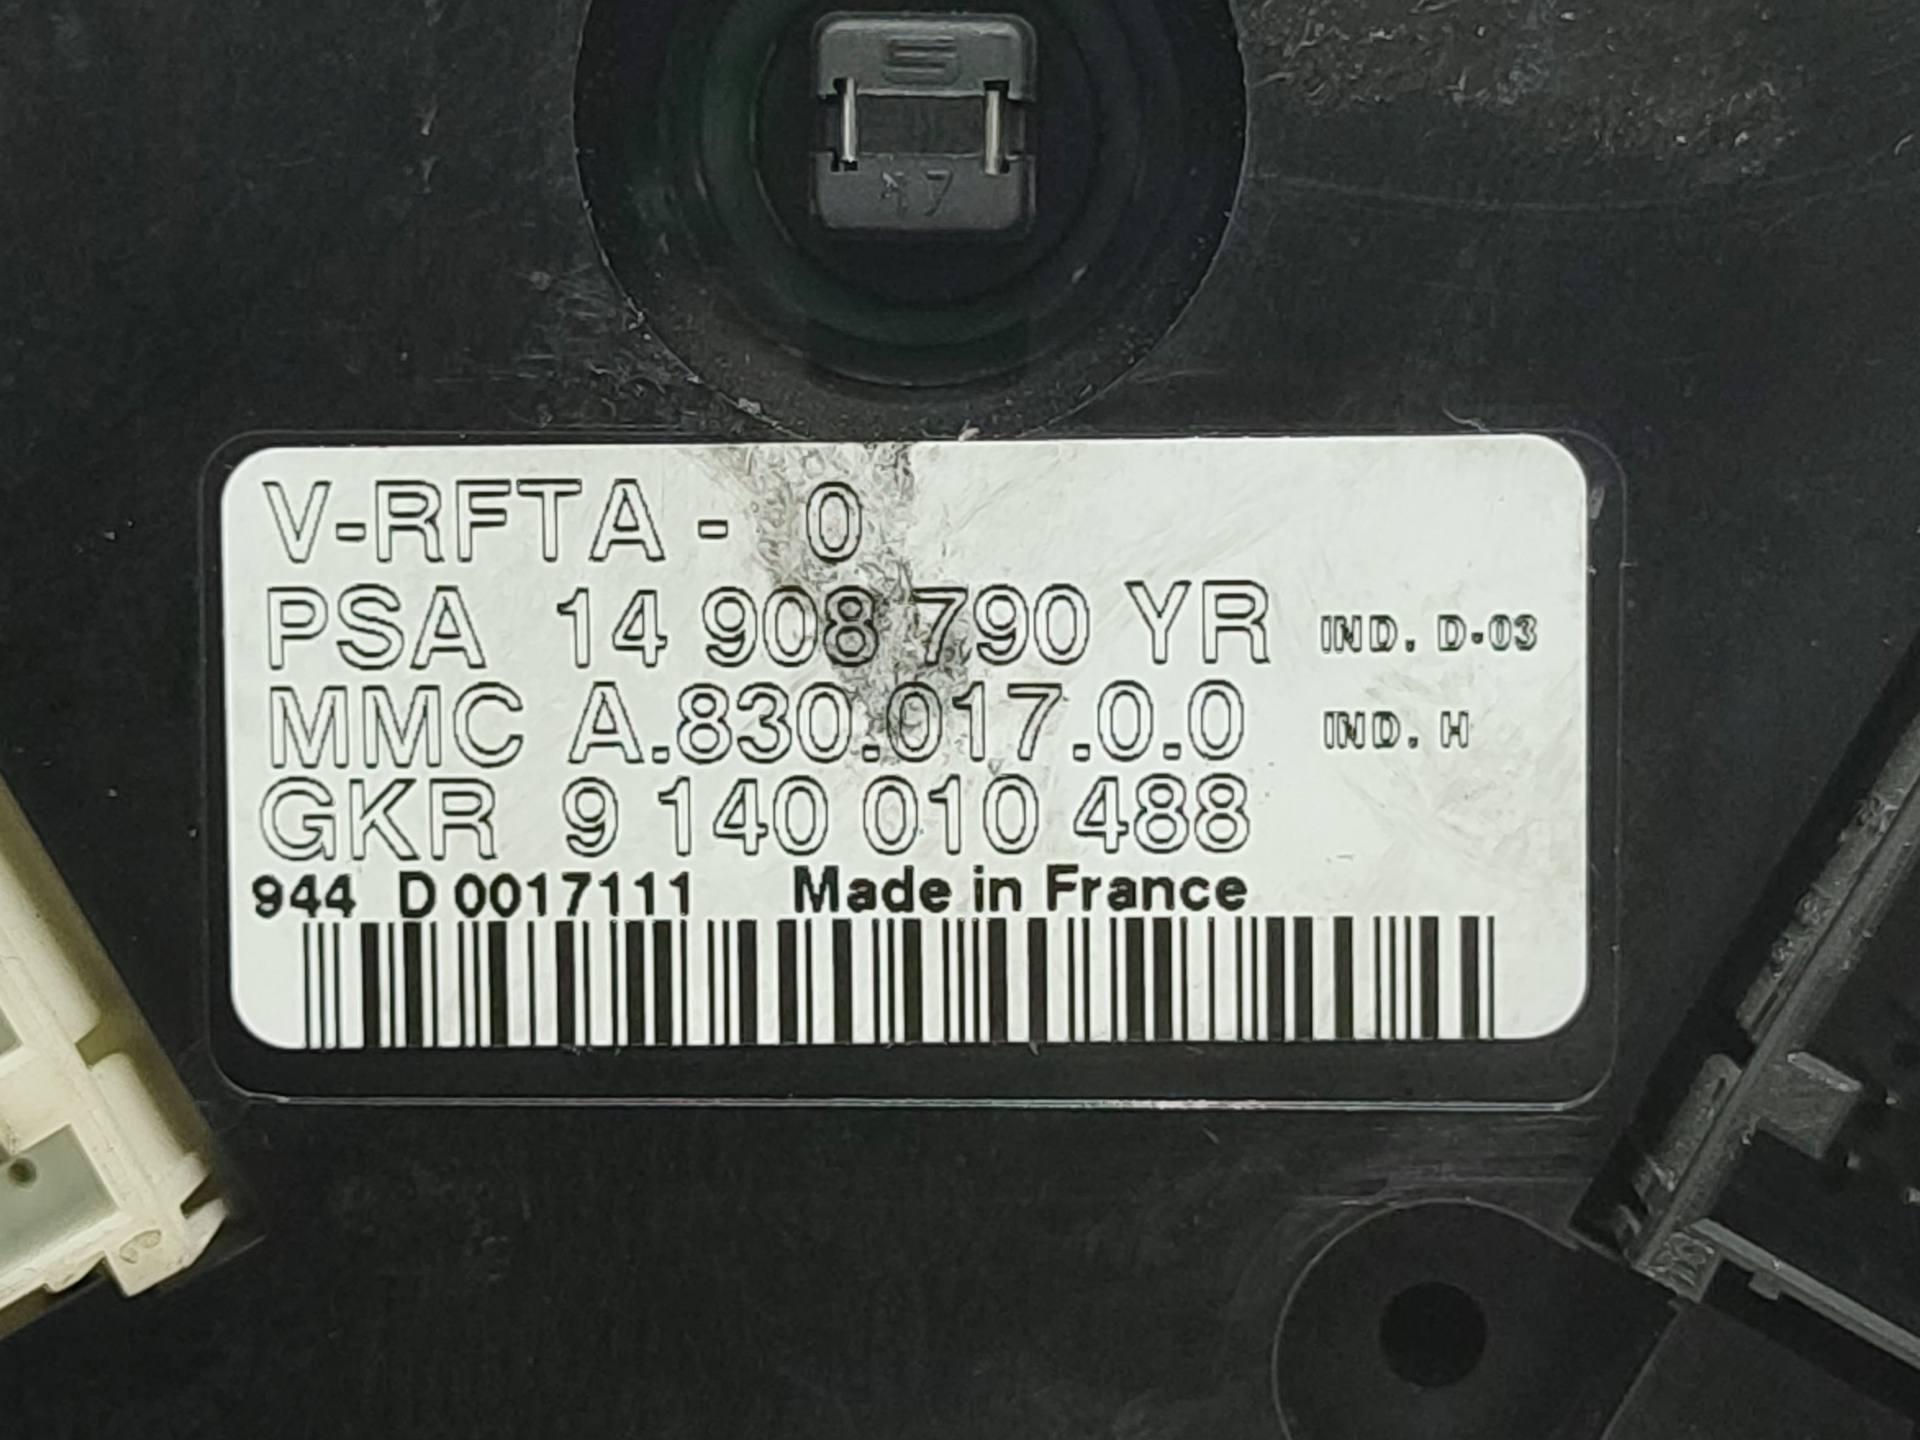 47
V-RFTA - 0
PSA 14 908 790 YR IND. D-03
MMC A.830.017.0.0 IND. H
GKR 9 140 010 488
944 D 0017111 Made in France